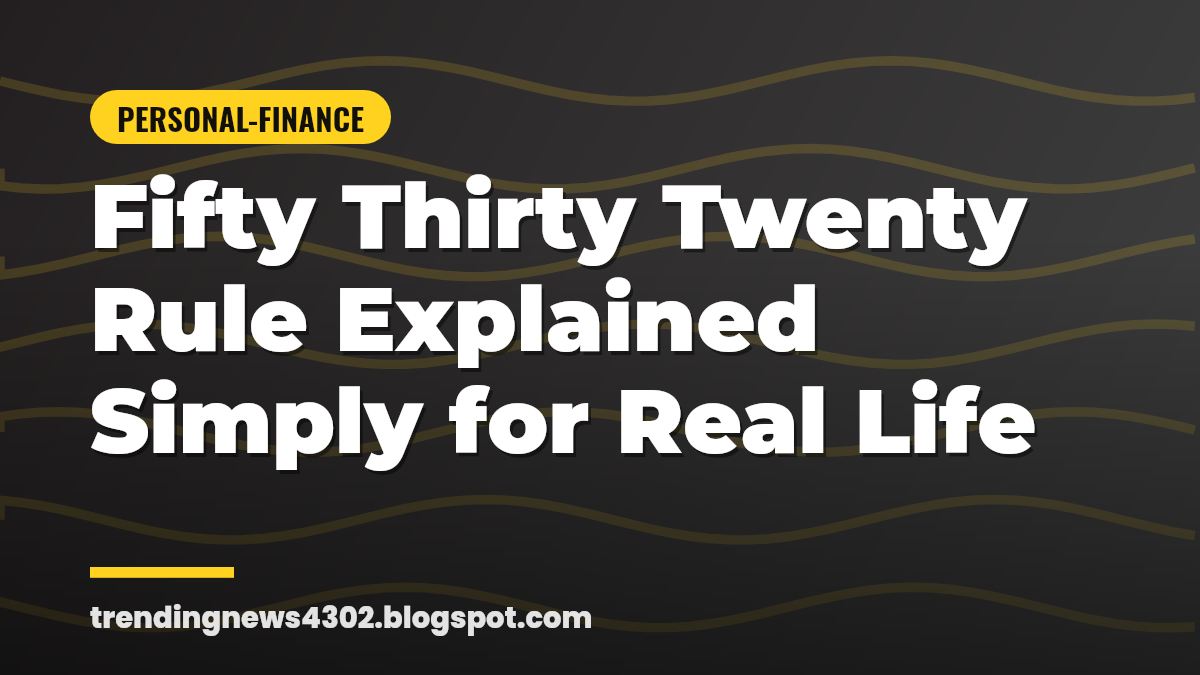 PERSONAL-FINANCE
Fifty Thirty Twenty
Rule Explained
Simply for Real Life
trendingnews4302.blogspot.com